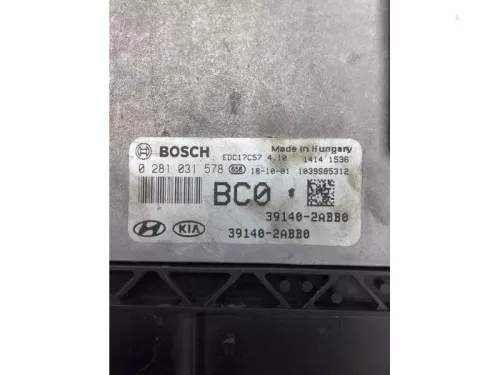 BOSCH EDC17C57 4.10 Made in Hungary
1414 1536
0 281 031 578 650 18-10-01 1039S85312
BC0
39140-2ABB0
KIA 39140-2ABB0